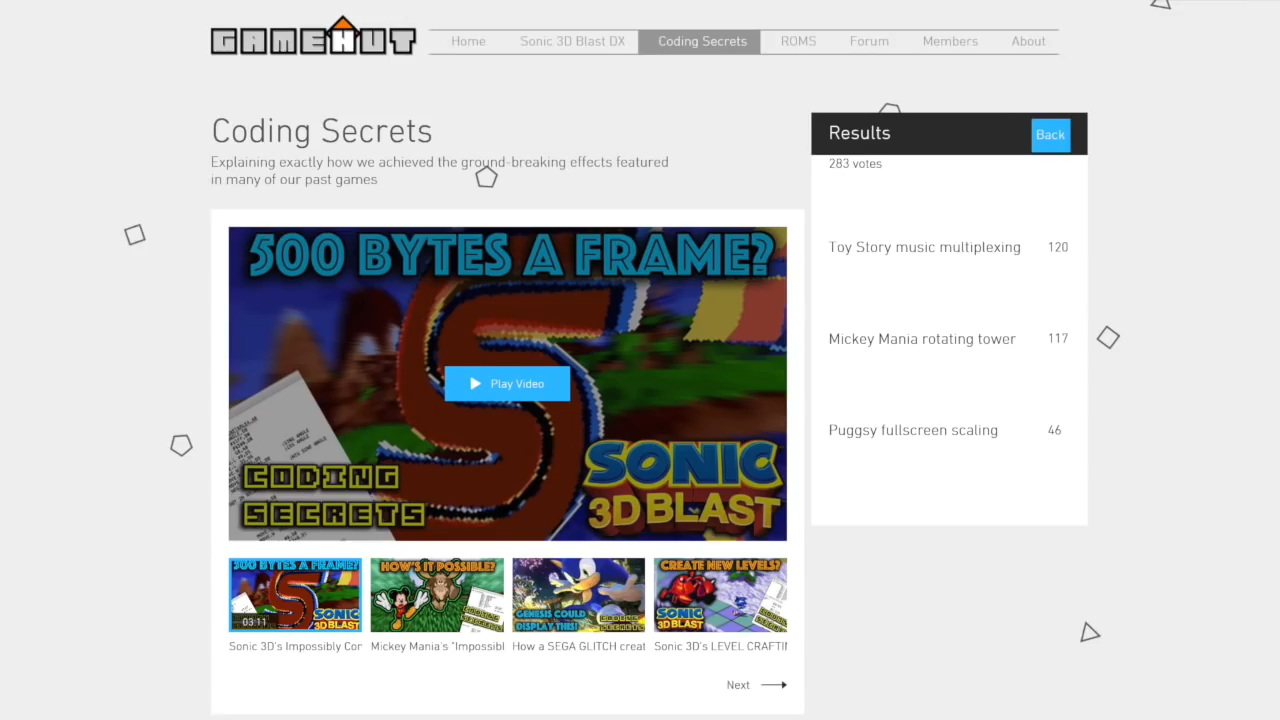 GAMEHUT
Home
Sonic 3D Blast DX
Coding Secrets
ROMS
Forum
Members
About
Coding Secrets
Explaining exactly how we achieved the ground-breaking effects featured
in many of our past games
Results
Back
283 votes
Toy Story music multiplexing 120
Mickey Mania rotating tower 117
Puggsy fullscreen scaling 46
500 BYTES A FRAME?
Play Video
CODING
SECRETS
SONIC
3D BLAST
500 BYTES A FRAME?
03:11
SONIC
3D BLAST
HOW'S IT POSSIBLE?
GENESIS COULD
DISPLAY THIS!
CODING
SECRETS
CREATE NEW LEVELS?
SONIC
3D BLAST
Sonic 3D's Impossibly Cor
Mickey Mania's "Impossibl
How a SEGA GLITCH creat
Sonic 3D's LEVEL CRAFTIN
Next